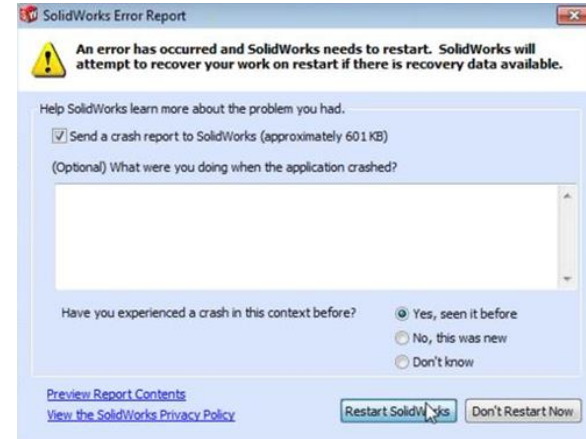 SolidWorks Error Report
An error has occurred and SolidWorks needs to restart. SolidWorks will
attempt to recover your work on restart if there is recovery data available.
Help SolidWorks learn more about the problem you had.
Send a crash report to SolidWorks (approximately 601 KB)
(Optional) What were you doing when the application crashed?
Have you experienced a crash in this context before?
Yes, seen it before
No, this was new
Don't know
Preview Report Contents
View the SolidWorks Privacy Policy
Restart SolidWorks
Don't Restart Now